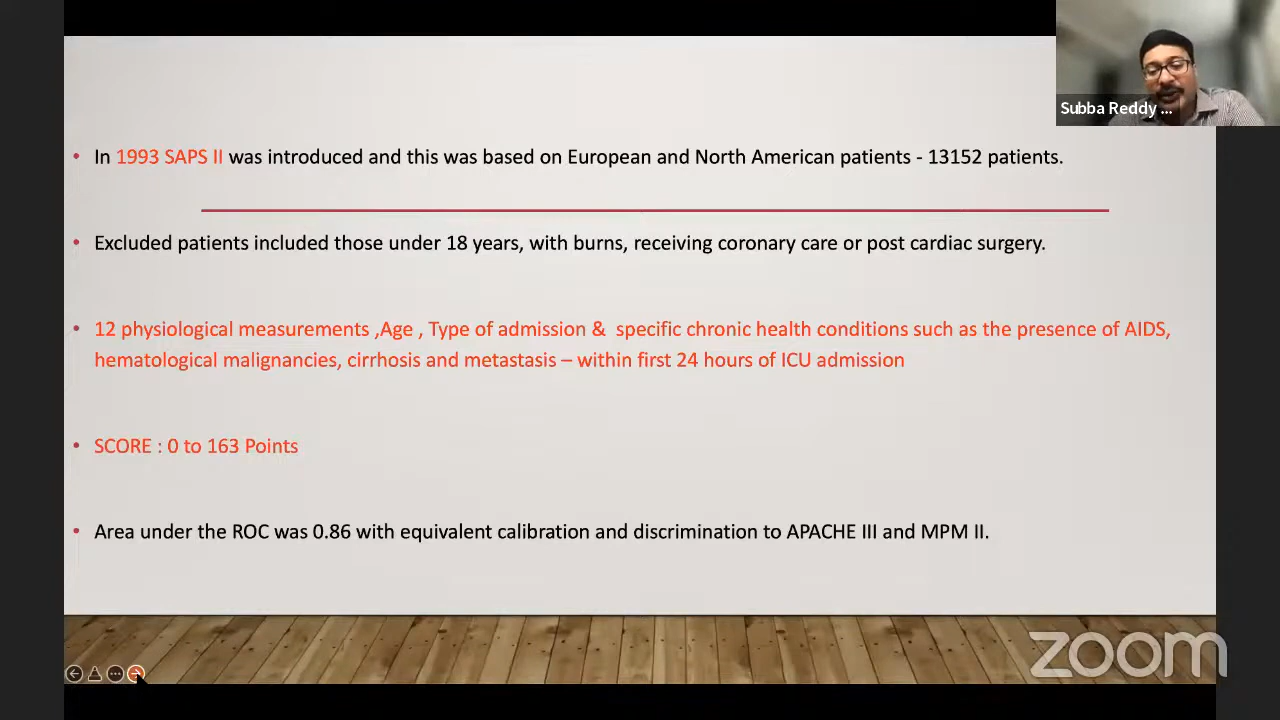 Subba Reddy ...
• In 1993 SAPS II was introduced and this was based on European and North American patients - 13152 patients.
• Excluded patients included those under 18 years, with burns, receiving coronary care or post cardiac surgery.
• 12 physiological measurements ,Age , Type of admission &  specific chronic health conditions such as the presence of AIDS,
hematological malignancies, cirrhosis and metastasis – within first 24 hours of ICU admission
• SCORE : 0 to 163 Points
• Area under the ROC was 0.86 with equivalent calibration and discrimination to APACHE III and MPM II.
zoom